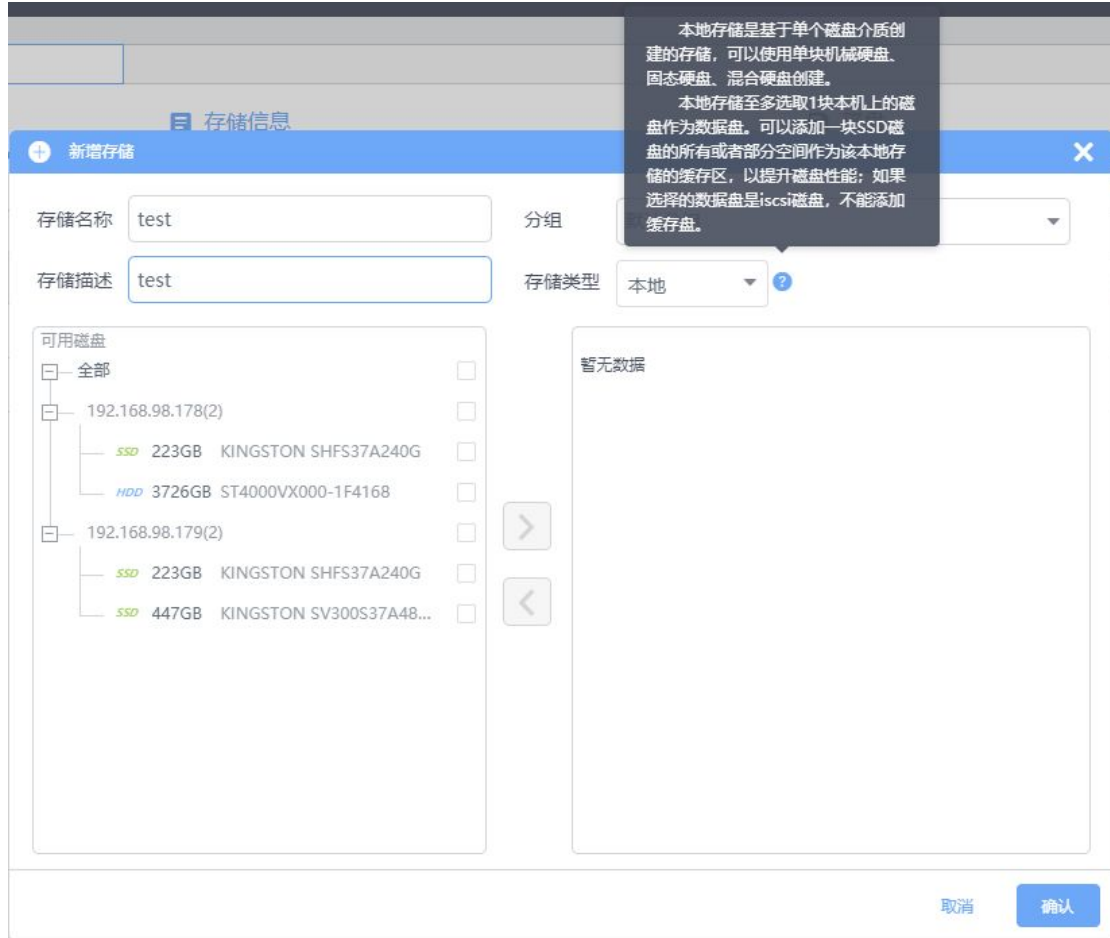 本地存储是基于单个磁盘介质创
建的存储，可以使用单块机械硬盘、
固态硬盘、混合硬盘创建。
本地存储至多选取1块本机上的磁
盘作为数据盘。可以添加一块SSD磁
盘的所有或者部分空间作为该本地存
储的缓存区，以提升磁盘性能；如果
选择的数据盘是iscsi磁盘，不能添加
缓存盘。
存储信息
新增存储
存储名称 test 分组
存储描述 test 存储类型 本地 ?
可用磁盘
全部
暂无数据
192.168.98.178(2)
SSD 223GB KINGSTON SHFS37A240G
HDD 3726GB ST4000VX000-1F4168
192.168.98.179(2)
SSD 223GB KINGSTON SHFS37A240G
SSD 447GB KINGSTON SV300S37A48...
取消 确认